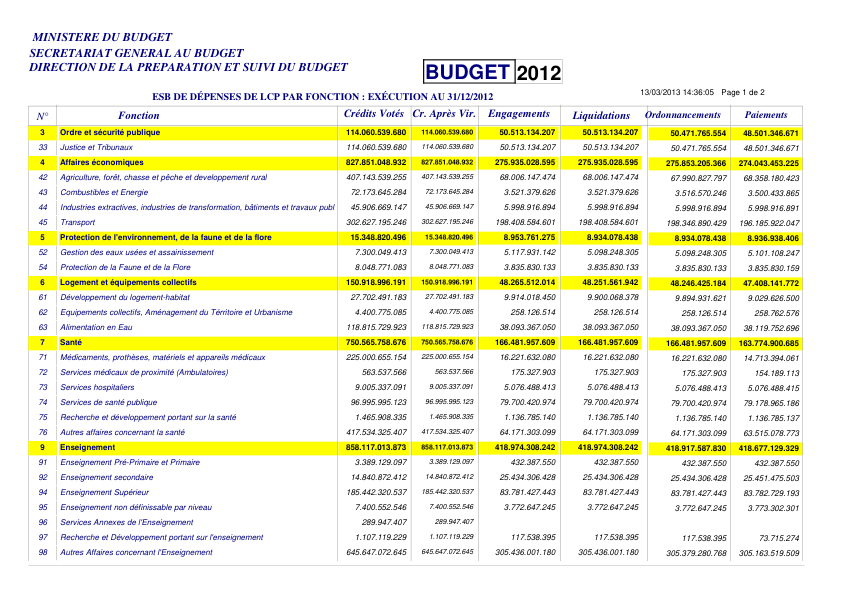 MINISTERE DU BUDGET
SECRETARIAT GENERAL AU BUDGET
DIRECTION DE LA PREPARATION ET SUIVI DU BUDGET
BUDGET 2012
13/03/2013 14:36:05 Page 1 de 2
ESB DE DÉPENSES DE LCP PAR FONCTION : EXÉCUTION AU 31/12/2012
N° Fonction Crédits Votés Cr. Après Vir. Engagements Liquidations Ordonnancements Paiements
3 Ordre et sécurité publique 114.060.539.680 114.060.539.680 50.513.134.207 50.513.134.207 50.471.765.554 48.501.346.671
33 Justice et Tribunaux 114.060.539.680 114.060.539.680 50.513.134.207 50.513.134.207 50.471.765.554 48.501.346.671
4 Affaires économiques 827.851.048.932 827.851.048.932 275.935.028.595 275.935.028.595 275.853.205.366 274.043.453.225
42 Agriculture, forêt, chasse et pêche et developpement rural 407.143.539.255 407.143.539.255 68.006.147.474 68.006.147.474 67.990.827.797 68.358.180.423
43 Combustibles et Energie 72.173.645.284 72.173.645.284 3.521.379.626 3.521.379.626 3.516.570.246 3.500.433.865
44 Industries extractives, industries de transformation, bâtiments et travaux publ 45.906.669.147 45.906.669.147 5.998.916.894 5.998.916.894 5.998.916.894 5.998.916.891
45 Transport 302.627.195.246 302.627.195.246 198.408.584.601 198.408.584.601 198.346.890.429 196.185.922.047
5 Protection de l'environnement, de la faune et de la flore 15.348.820.496 15.348.820.496 8.953.761.275 8.934.078.438 8.934.078.438 8.936.938.406
52 Gestion des eaux usées et assainissement 7.300.049.413 7.300.049.413 5.117.931.142 5.098.248.305 5.098.248.305 5.101.108.247
54 Protection de la Faune et de la Flore 8.048.771.083 8.048.771.083 3.835.830.133 3.835.830.133 3.835.830.133 3.835.830.159
6 Logement et équipements collectifs 150.918.996.191 150.918.996.191 48.265.512.014 48.251.561.942 48.246.425.184 47.408.141.772
61 Développement du logement-habitat 27.702.491.183 27.702.491.183 9.914.018.450 9.900.068.378 9.894.931.621 9.029.626.500
62 Equipements collectifs, Aménagement du Térritoire et Urbanisme 4.400.775.085 4.400.775.085 258.126.514 258.126.514 258.126.514 258.762.576
63 Alimentation en Eau 118.815.729.923 118.815.729.923 38.093.367.050 38.093.367.050 38.093.367.050 38.119.752.696
7 Santé 750.565.758.676 750.565.758.676 166.481.957.609 166.481.957.609 166.481.957.609 163.774.900.685
71 Médicaments, prothèses, matériels et appareils médicaux 225.000.655.154 225.000.655.154 16.221.632.080 16.221.632.080 16.221.632.080 14.713.394.061
72 Services médicaux de proximité (Ambulatoires) 563.537.566 563.537.566 175.327.903 175.327.903 175.327.903 154.189.113
73 Services hospitaliers 9.005.337.091 9.005.337.091 5.076.488.413 5.076.488.413 5.076.488.413 5.076.488.415
74 Services de santé publique 96.995.995.123 96.995.995.123 79.700.424.974 79.700.424.974 79.700.424.974 79.178.965.186
75 Recherche et développement portant sur la santé 1.465.908.335 1.465.908.335 1.136.785.140 1.136.785.140 1.136.785.140 1.136.785.137
76 Autres affaires concernant la santé 417.534.325.407 417.534.325.407 64.171.303.099 64.171.303.099 64.171.303.099 63.515.078.773
9 Enseignement 858.117.013.873 858.117.013.873 418.974.308.242 418.974.308.242 418.917.587.830 418.677.129.329
91 Enseignement Pré-Primaire et Primaire 3.389.129.097 3.389.129.097 432.387.550 432.387.550 432.387.550 432.387.550
92 Enseignement secondaire 14.840.872.412 14.840.872.412 25.434.308.428 25.434.308.428 25.434.308.428 25.451.475.503
94 Enseignement Supérieur 185.442.320.537 185.442.320.537 83.781.427.443 83.781.427.443 83.781.427.443 83.782.729.193
95 Enseignement non définissable par niveau 7.400.552.546 7.400.552.546 3.772.647.245 3.772.647.245 3.772.647.245 3.773.302.301
96 Services Annexes de l'Enseignement 289.947.407 289.947.407
97 Recherche et Dévéloppement portant sur l'enseignement 1.107.119.229 1.107.119.229 117.538.395 117.538.395 117.538.395 73.715.274
98 Autres Affaires concernant l'Enseignement 645.647.072.645 645.647.072.645 305.436.001.180 305.436.001.180 305.379.280.768 305.163.519.509